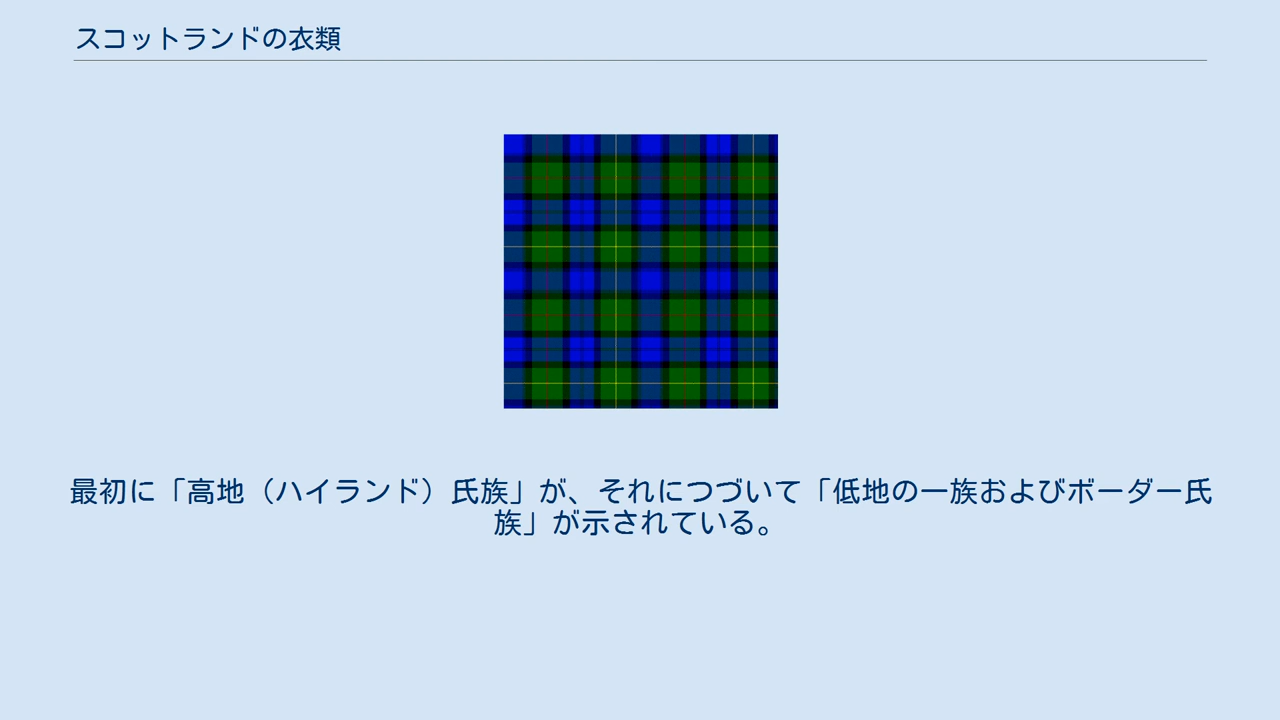 スコットランドの衣類
最初に「高地（ハイランド）氏族」が、それにつづいて「低地の一族およびボーダー氏
族」が示されている。